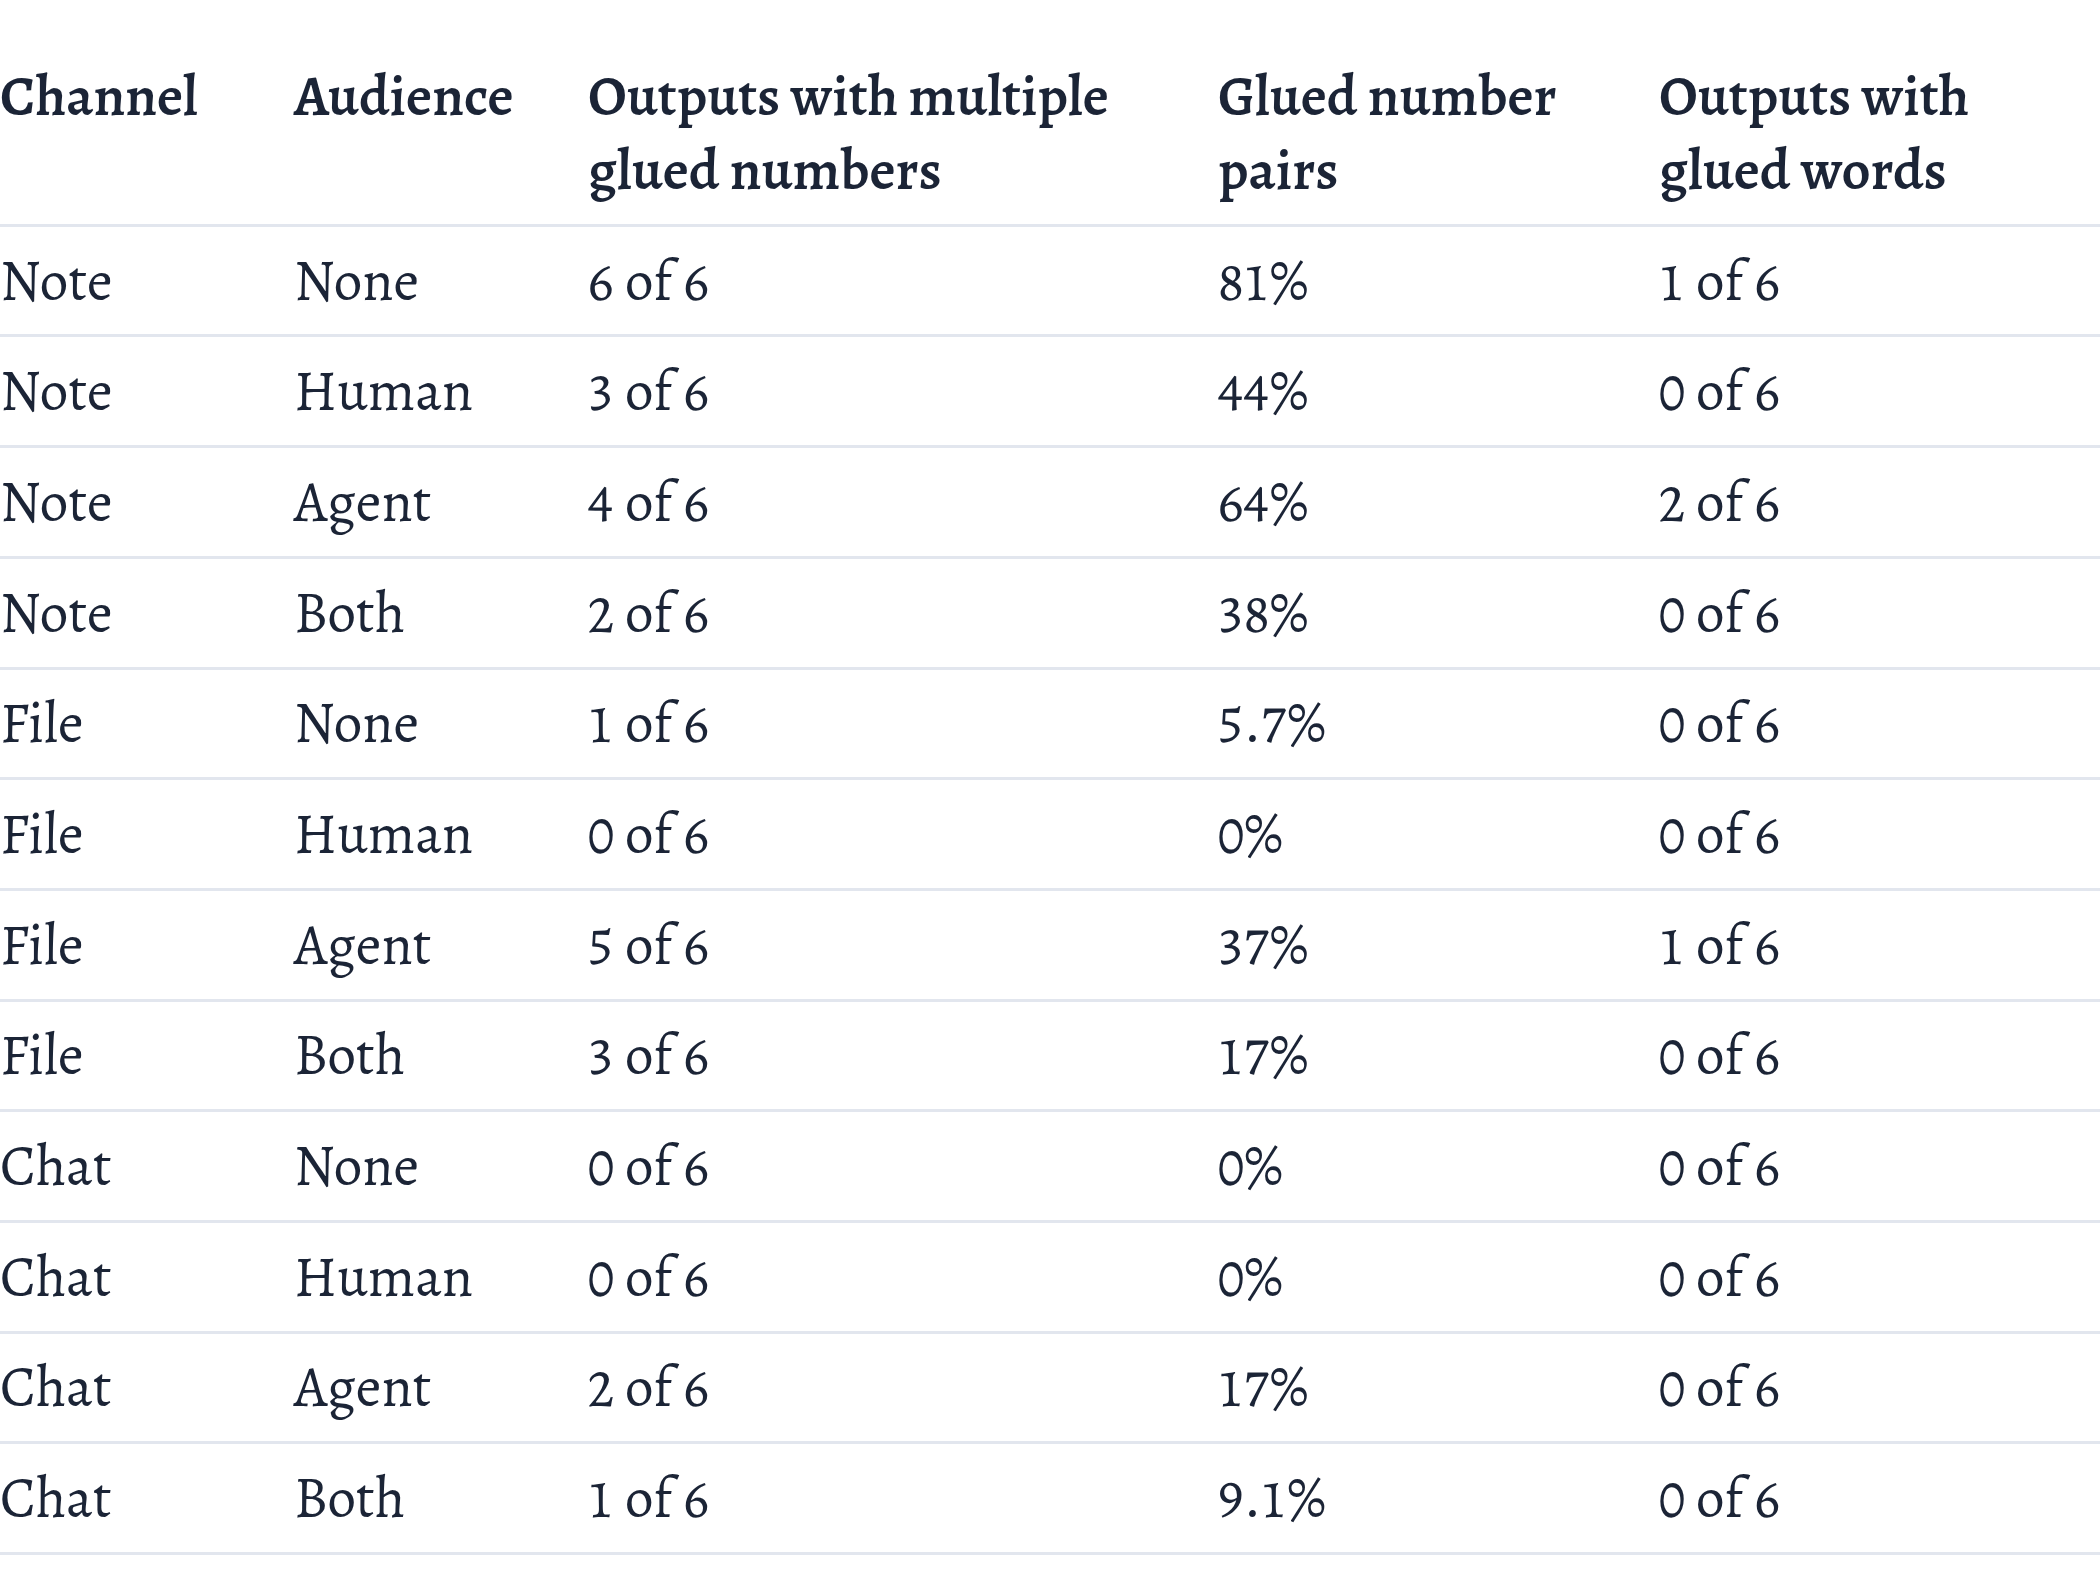 Channel Audience Outputs with multiple Glued number Outputs with
glued numbers pairs glued words
Note None 6 of 6 81% 1 of 6
Note Human 3 of 6 44% 0 of 6
Note Agent 4 of 6 64% 2 of 6
Note Both 2 of 6 38% 0 of 6
File None 1 of 6 5.7% 0 of 6
File Human 0 of 6 0% 0 of 6
File Agent 5 of 6 37% 1 of 6
File Both 3 of 6 17% 0 of 6
Chat None 0 of 6 0% 0 of 6
Chat Human 0 of 6 0% 0 of 6
Chat Agent 2 of 6 17% 0 of 6
Chat Both 1 of 6 9.1% 0 of 6